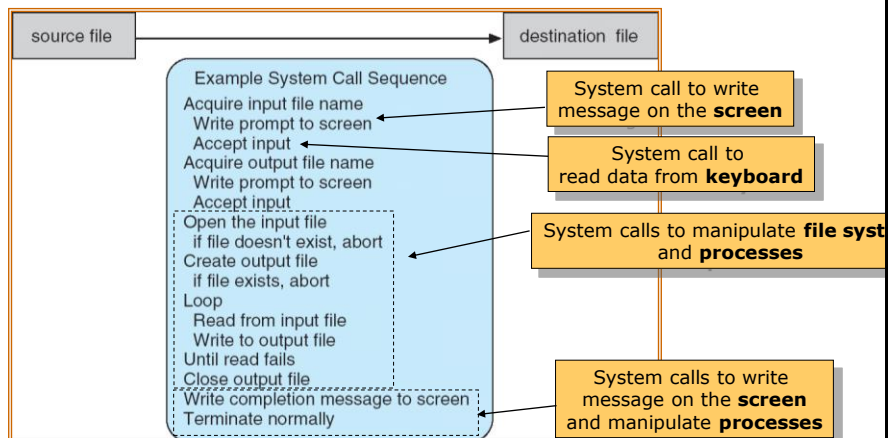 source file
destination file
Example System Call Sequence
Acquire input file name
Write prompt to screen
Accept input
Acquire output file name
Write prompt to screen
Accept input
Open the input file
if file doesn't exist, abort
Create output file
if file exists, abort
Loop
Read from input file
Write to output file
Until read fails
Close output file
Write completion message to screen
Terminate normally
System call to write
message on the screen
System call to
read data from keyboard
System calls to manipulate file syst
and processes
System calls to write
message on the screen
and manipulate processes